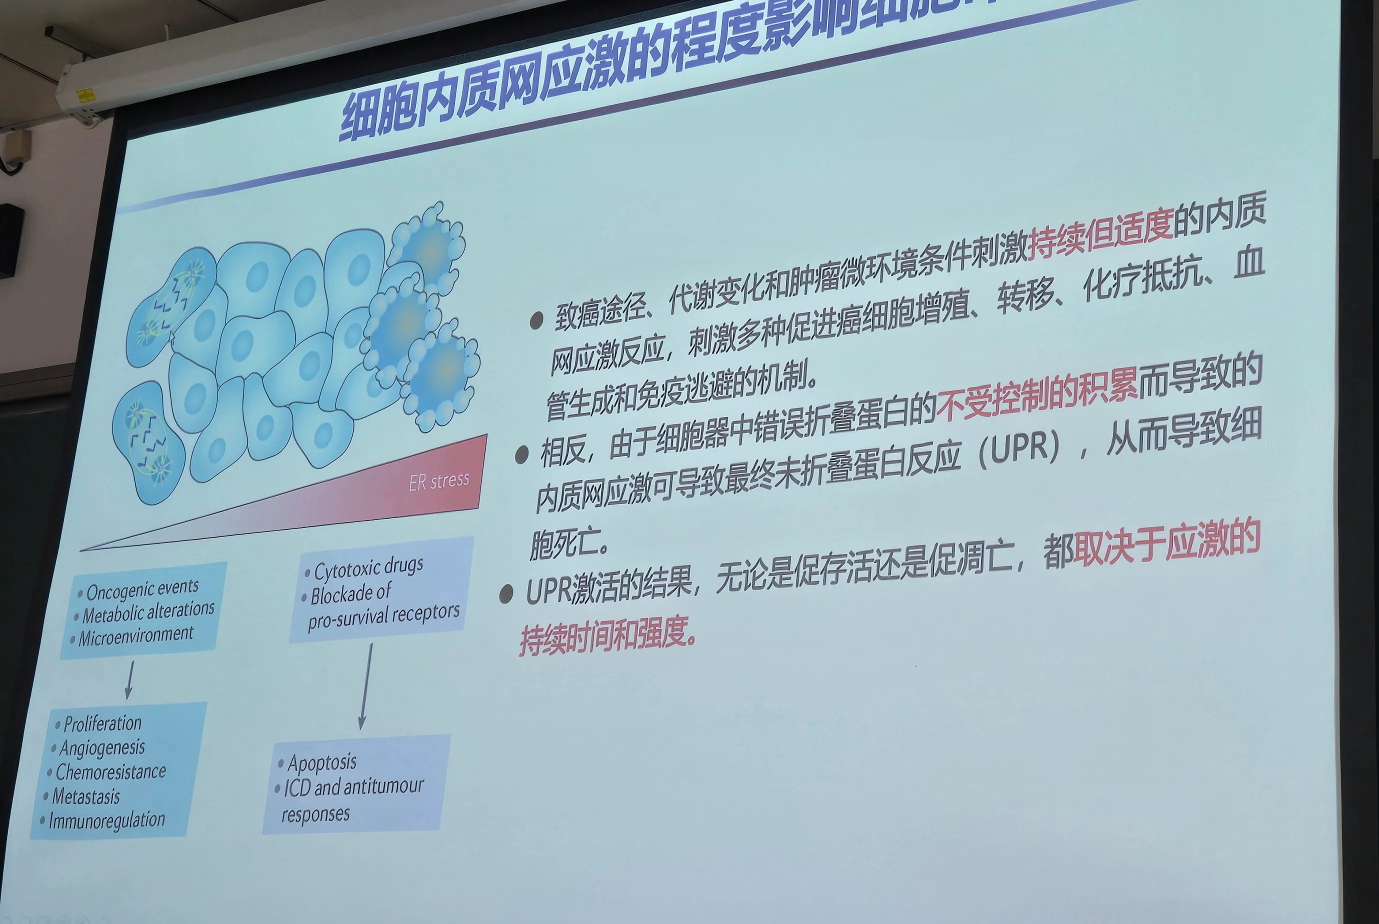 细胞内质网应激的程度影响细胞
致癌途径、代谢变化和肿瘤微环境条件刺激持续但适度的内质
网应激反应，刺激多种促进癌细胞增殖、转移、化疗抵抗、血
管生成和免疫逃避的机制。
相反，由于细胞器中错误折叠蛋白的不受控制的积累而导致的
内质网应激可导致最终未折叠蛋白反应（UPR），从而导致细
胞死亡。
UPR激活的结果，无论是促存活还是促凋亡，都取决于应激的
持续时间和强度。
ER stress
Oncogenic events
Metabolic alterations
Microenvironment
Cytotoxic drugs
Blockade of
pro-survival receptors
Proliferation
Angiogenesis
Chemoresistance
Metastasis
Immunoregulation
Apoptosis
ICD and antitumour
responses